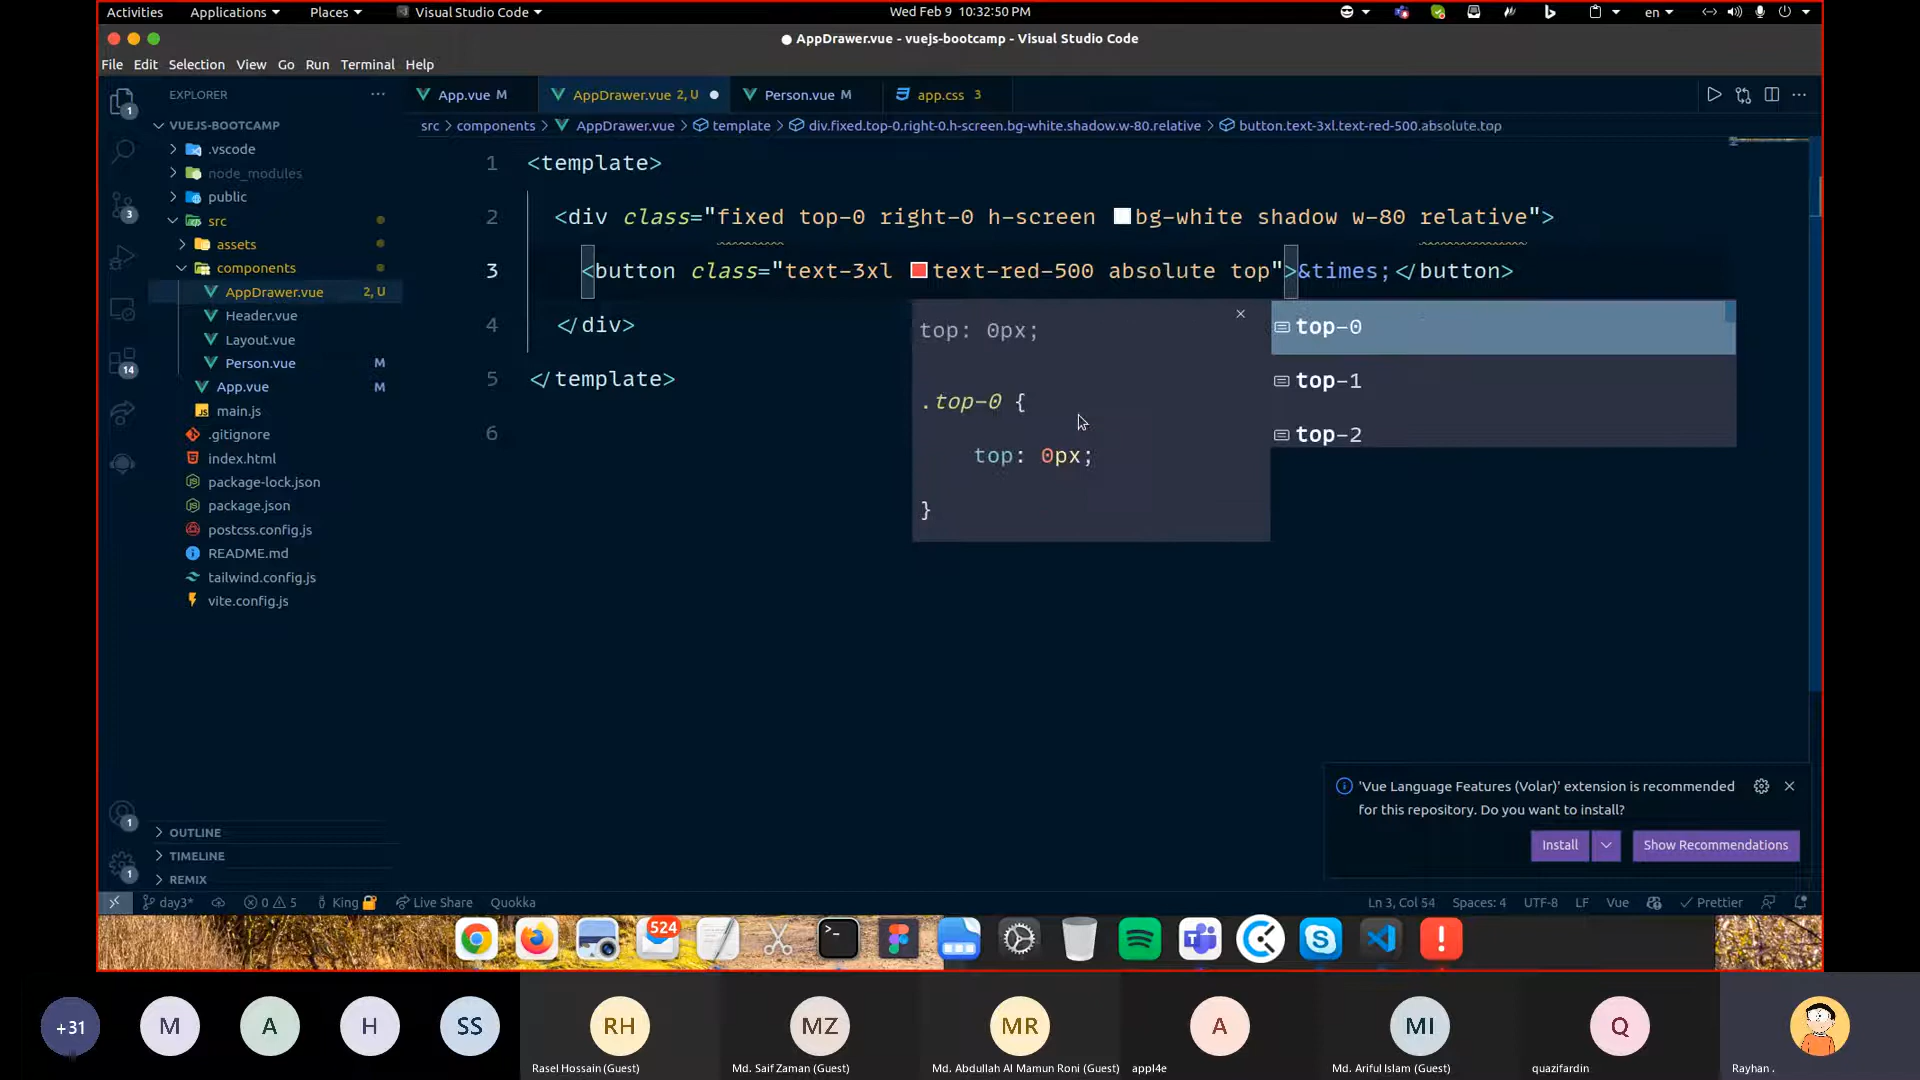 Activities Applications Places Visual Studio Code Wed Feb 9 10:32:50 PM en
AppDrawer.vue - vuejs-bootcamp - Visual Studio Code
File Edit Selection View Go Run Terminal Help
EXPLORER
App.vue M AppDrawer.vue 2, U Person.vue M app.css 3
src > components > AppDrawer.vue > template > div.fixed.top-0.right-0.h-screen.bg-white.shadow.w-80.relative > button.text-3xl.text-red-500.absolute.top
VUEJS-BOOTCAMP
.vscode
node_modules
public
src
assets
components
AppDrawer.vue 2, U
Header.vue
Layout.vue
Person.vue M
App.vue M
main.js
.gitignore
index.html
package-lock.json
package.json
postcss.config.js
README.md
tailwind.config.js
vite.config.js
OUTLINE
TIMELINE
REMIX
1
3
14
1
1
1 <template>
2 <div class="fixed top-0 right-0 h-screen bg-white shadow w-80 relative">
3 <button class="text-3xl text-red-500 absolute top">&times;</button>
4 </div>
5 </template>
6
top: 0px;
.top-0 {
top: 0px;
}
top-0
top-1
top-2
'Vue Language Features (Volar)' extension is recommended
for this repository. Do you want to install?
Install Show Recommendations
day3* 0 5 King Live Share Quokka Ln 3, Col 54 Spaces: 4 UTF-8 LF Vue Prettier
524
+31 M A H SS RH MZ MR A MI Q
Rasel Hossain (Guest) Md. Saif Zaman (Guest) Md. Abdullah Al Mamun Roni (Guest) appl4e Md. Ariful Islam (Guest) quazifardin Rayhan .